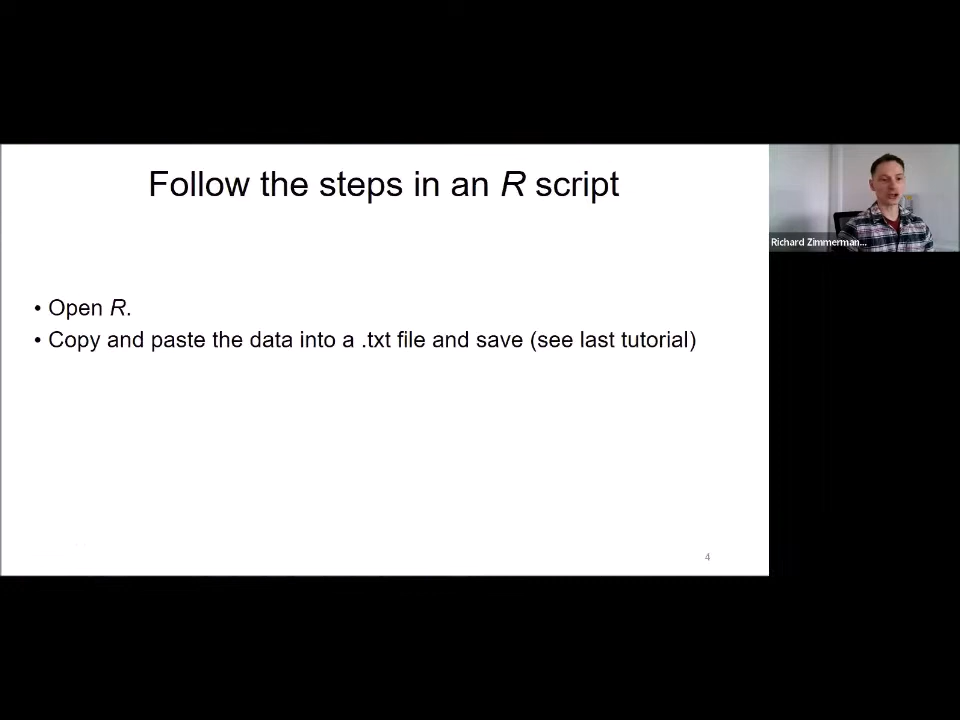 Follow the steps in an R script
Richard Zimmerman...
• Open R.
• Copy and paste the data into a .txt file and save (see last tutorial)
4